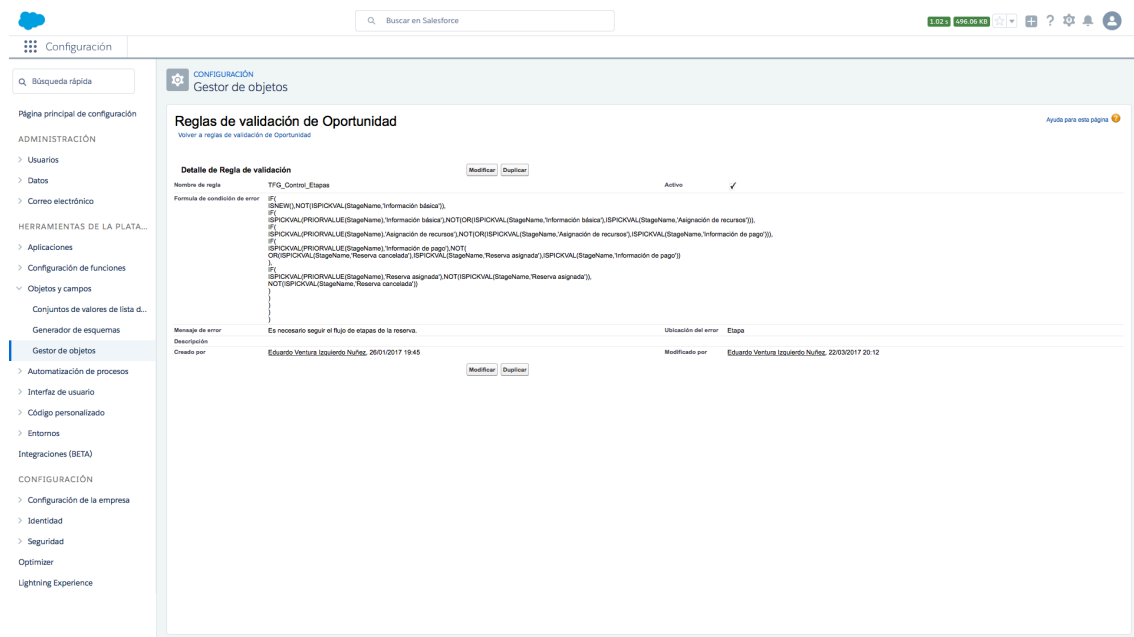 Buscar en Salesforce
1.02 s 496.06 KB
Configuración
Búsqueda rápida
Página principal de configuración
ADMINISTRACIÓN
Usuarios
Datos
Correo electrónico
HERRAMIENTAS DE LA PLATA...
Aplicaciones
Configuración de funciones
Objetos y campos
Conjuntos de valores de lista d...
Generador de esquemas
Gestor de objetos
Automatización de procesos
Interfaz de usuario
Código personalizado
Entornos
Integraciones (BETA)
CONFIGURACIÓN
Configuración de la empresa
Identidad
Seguridad
Optimizer
Lightning Experience
CONFIGURACIÓN
Gestor de objetos
Reglas de validación de Oportunidad
Ayuda para esta página
Volver a reglas de validación de Oportunidad
Detalle de Regla de validación Modificar Duplicar
Nombre de regla TFG_Control_Etapas Activo ✓
Formula de condición de error IF(
ISNEW(),NOT(ISPICKVAL(StageName,'Información básica')),
IF(
ISPICKVAL(PRIORVALUE(StageName),'Información básica'),NOT(OR(ISPICKVAL(StageName,'Información básica'),ISPICKVAL(StageName,'Asignación de recursos'))),
IF(
ISPICKVAL(PRIORVALUE(StageName),'Asignación de recursos'),NOT(OR(ISPICKVAL(StageName,'Asignación de recursos'),ISPICKVAL(StageName,'Información de pago'))),
IF(
ISPICKVAL(PRIORVALUE(StageName),'Información de pago'),NOT(
OR(ISPICKVAL(StageName,'Reserva cancelada'),ISPICKVAL(StageName,'Reserva asignada'),ISPICKVAL(StageName,'Información de pago'))
),
IF(
ISPICKVAL(PRIORVALUE(StageName),'Reserva asignada'),NOT(ISPICKVAL(StageName,'Reserva asignada')),
NOT(ISPICKVAL(StageName,'Reserva cancelada'))
)
)
)
)
)
Mensaje de error Es necesario seguir el flujo de etapas de la reserva. Ubicación del error Etapa
Descripción
Creado por Eduardo Ventura Izquierdo Nuñez, 26/01/2017 19:45 Modificado por Eduardo Ventura Izquierdo Nuñez, 22/03/2017 20:12
Modificar Duplicar